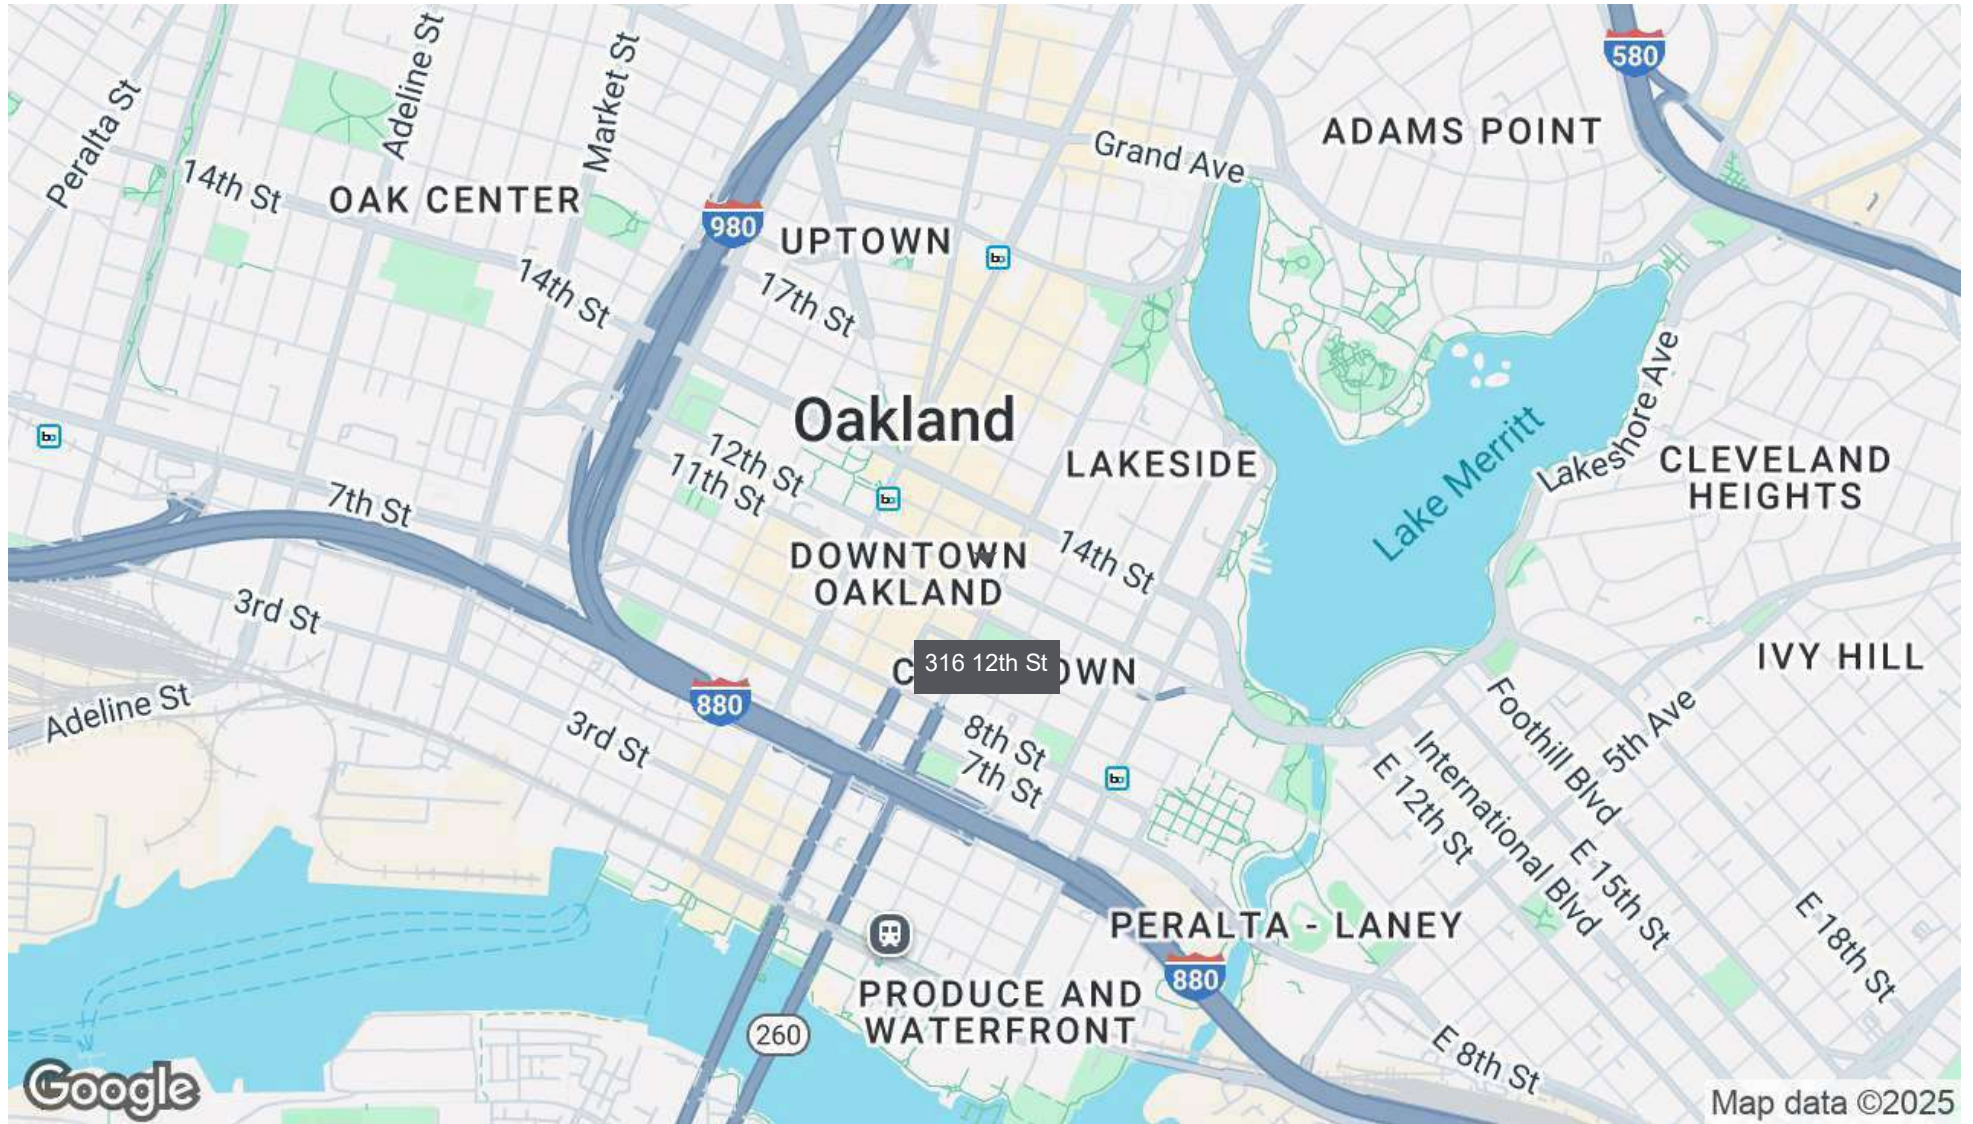 Peralta St
Adeline St
Market St
580
ADAMS POINT
Grand Ave
14th St
OAK CENTER
980
UPTOWN
14th St
17th St
Oakland
12th St
11th St
LAKESIDE
Lake Merritt
Lakeshore Ave
CLEVELAND
HEIGHTS
7th St
DOWNTOWN
OAKLAND
14th St
3rd St
316 12th St
IVY HILL
Adeline St
880
3rd St
8th St
7th St
Foothill Blvd
5th Ave
International Blvd
E 12th St
E 15th St
E 18th St
PERALTA - LANEY
880
PRODUCE AND
WATERFRONT
260
E 8th St
Google
Map data ©2025